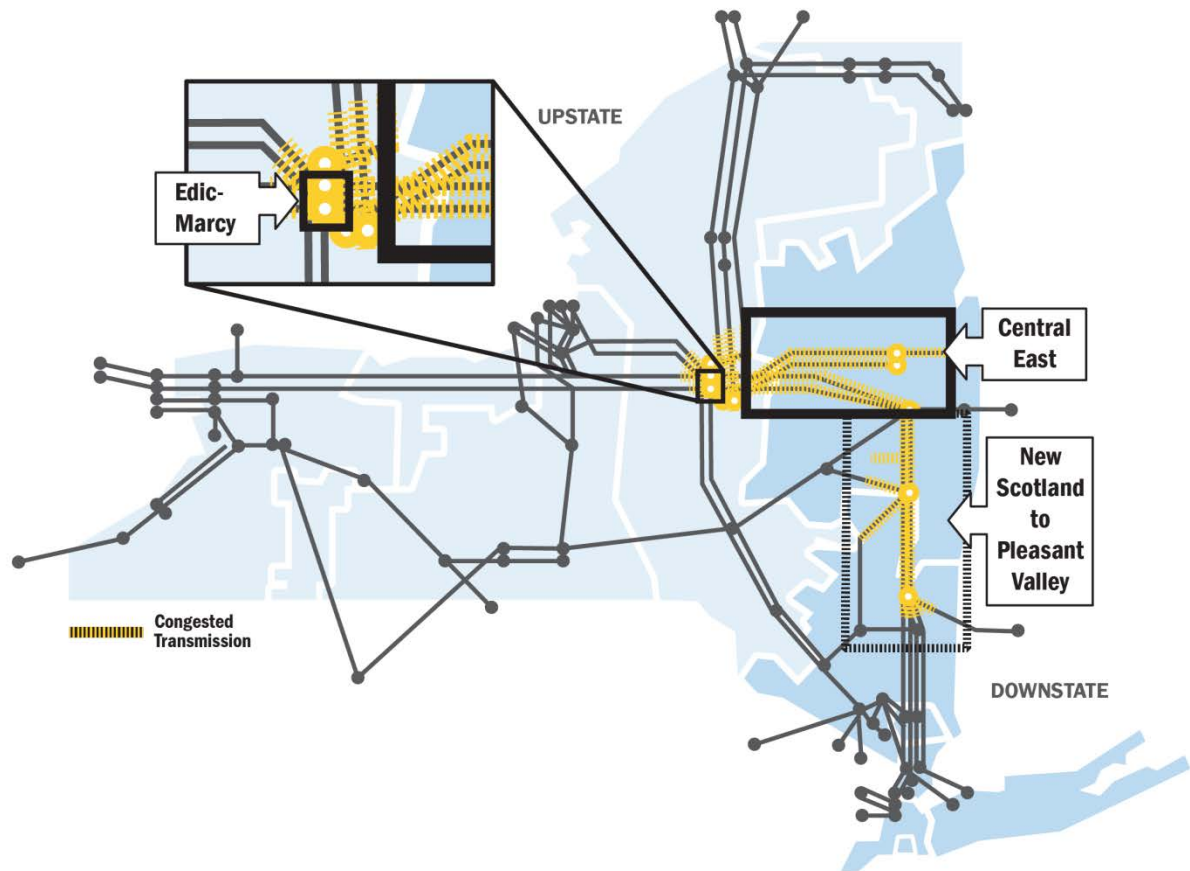 UPSTATE
Edic-
Marcy
Central
East
New
Scotland
to
Pleasant
Valley
Congested
Transmission
DOWNSTATE